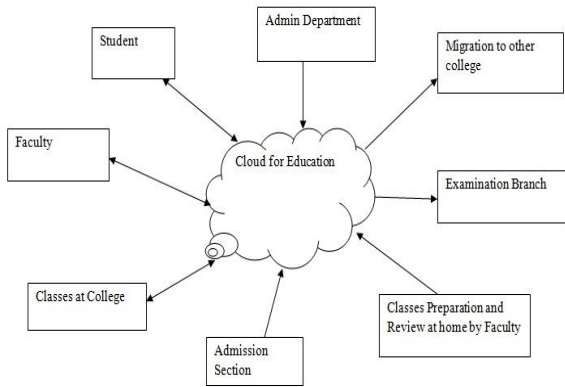 Admin Department
Student
Migration to other
college
Faculty
Cloud for Education
Examination Branch
Classes at College
Classes Preparation and
Review at home by Faculty
Admission
Section